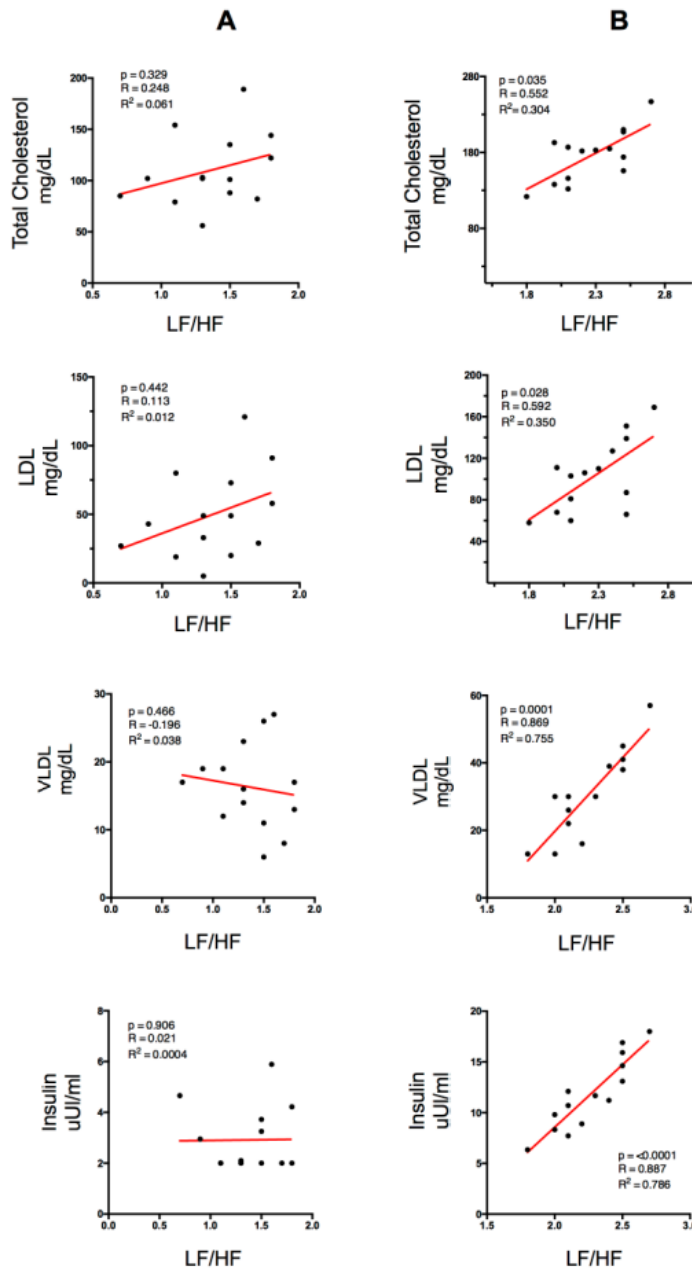 A
B
p = 0.329
R = 0.248
R² = 0.061
Total Cholesterol
mg/dL
200
150
100
50
0
0.5
1.0
1.5
2.0
LF/HF
p = 0.035
R = 0.552
R² = 0.304
Total Cholesterol
mg/dL
280
180
80
1.8
2.3
2.8
LF/HF
p = 0.442
R = 0.113
R² = 0.012
LDL
mg/dL
150
100
50
0
0.5
1.0
1.5
2.0
LF/HF
p = 0.028
R = 0.592
R² = 0.350
LDL
mg/dL
200
160
120
80
40
1.8
2.3
2.8
LF/HF
p = 0.466
R = -0.196
R² = 0.038
VLDL
mg/dL
30
20
10
0
0.0
0.5
1.0
1.5
2.0
LF/HF
p = 0.0001
R = 0.869
R² = 0.755
VLDL
mg/dL
60
40
20
0
1.5
2.0
2.5
LF/HF
p = 0.906
R = 0.021
R² = 0.0004
Insulin
uUI/ml
8
6
4
2
0
0.0
0.5
1.0
1.5
2.0
LF/HF
Insulin
uUI/ml
20
15
10
5
0
p = <0.0001
R = 0.887
R² = 0.786
1.5
2.0
2.5
LF/HF